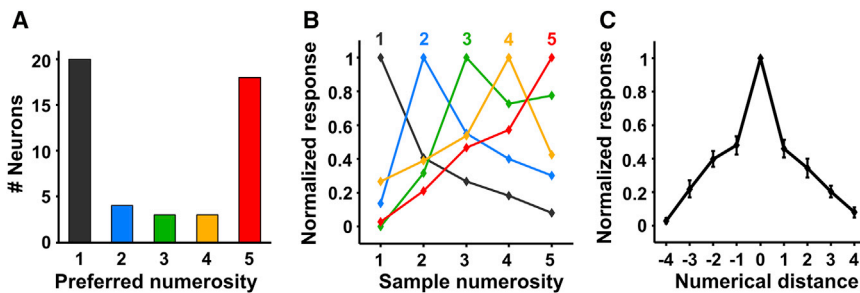 A
# Neurons
20
15
10
5
0
1 2 3 4 5
Preferred numerosity
B
Normalized response
1 2 3 4 5
1
0.8
0.6
0.4
0.2
0
1 2 3 4 5
Sample numerosity
C
Normalized response
1
0.8
0.6
0.4
0.2
0
-4 -3 -2 -1 0 1 2 3 4
Numerical distance